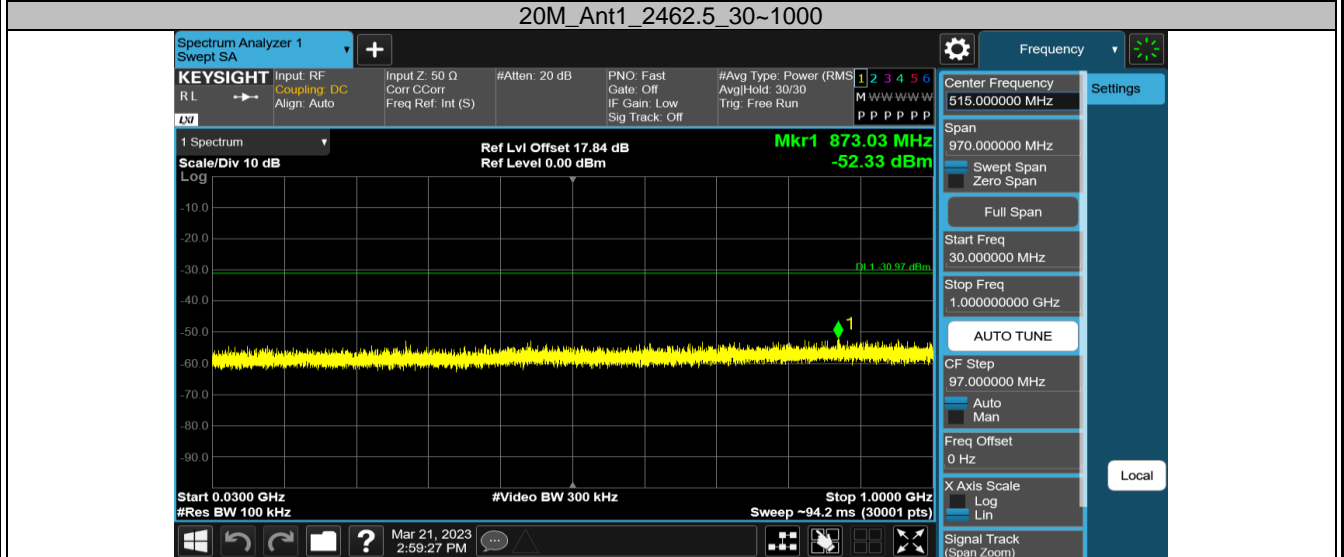 20M_Ant1_2462.5_30~1000
Spectrum Analyzer 1
Swept SA
+
Frequency
KEYSIGHT
RL
LXI
Input: RF
Coupling: DC
Align: Auto
Input Z: 50 Ω
Corr CCorr
Freq Ref: Int (S)
#Atten: 20 dB
PNO: Fast
Gate: Off
IF Gain: Low
Sig Track: Off
#Avg Type: Power (RMS
Avg|Hold: 30/30
Trig: Free Run
1 2 3 4 5 6
M W W W W W
P P P P P P
1 Spectrum
Scale/Div 10 dB
Log
Ref Lvl Offset 17.84 dB
Ref Level 0.00 dBm
Mkr1 873.03 MHz
-52.33 dBm
-10.0
-20.0
-30.0
DL1 -30.97 dBm
-40.0
-50.0
1
-60.0
-70.0
-80.0
-90.0
Start 0.0300 GHz
#Res BW 100 kHz
#Video BW 300 kHz
Stop 1.0000 GHz
Sweep ~94.2 ms (30001 pts)
Center Frequency
515.000000 MHz
Settings
Span
970.000000 MHz
Swept Span
Zero Span
Full Span
Start Freq
30.000000 MHz
Stop Freq
1.000000000 GHz
AUTO TUNE
CF Step
97.000000 MHz
Auto
Man
Freq Offset
0 Hz
Local
X Axis Scale
Log
Lin
Signal Track
(Span Zoom)
?
Mar 21, 2023
2:59:27 PM